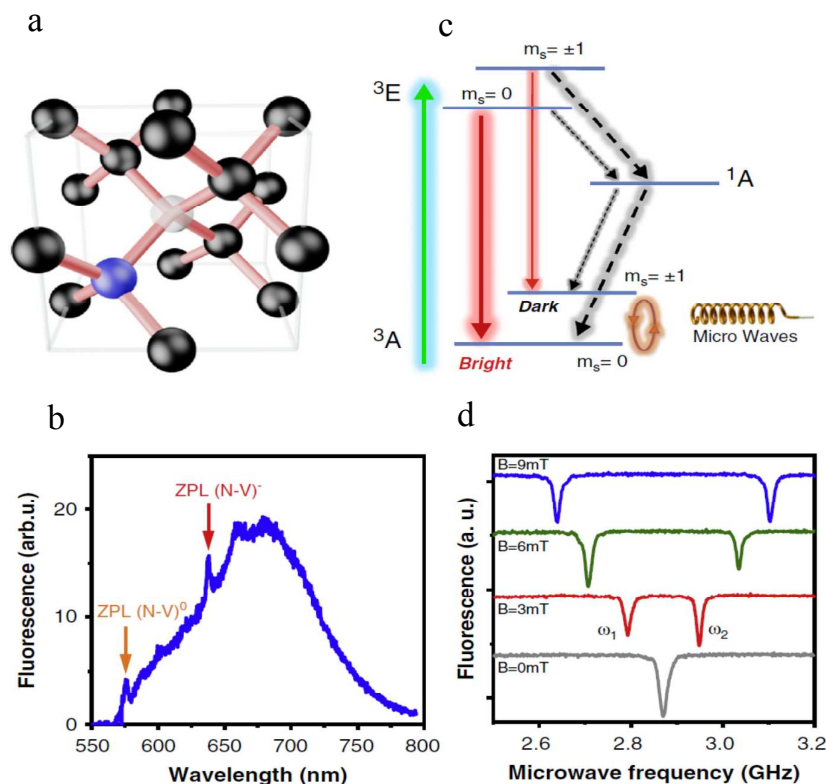 a
c
mₛ= ±1
³E
mₛ= 0
¹A
mₛ= ±1
Dark
³A
Micro Waves
Bright
mₛ= 0
b
ZPL (N-V)⁻
ZPL (N-V)⁰
Fluorescence (arb.u.)
20
10
0
550 600 650 700 750 800
Wavelength (nm)
d
B=9mT
B=6mT
B=3mT
ω₁ ω₂
B=0mT
Fluorescence (a. u.)
2.6 2.8 3.0 3.2
Microwave frequency (GHz)